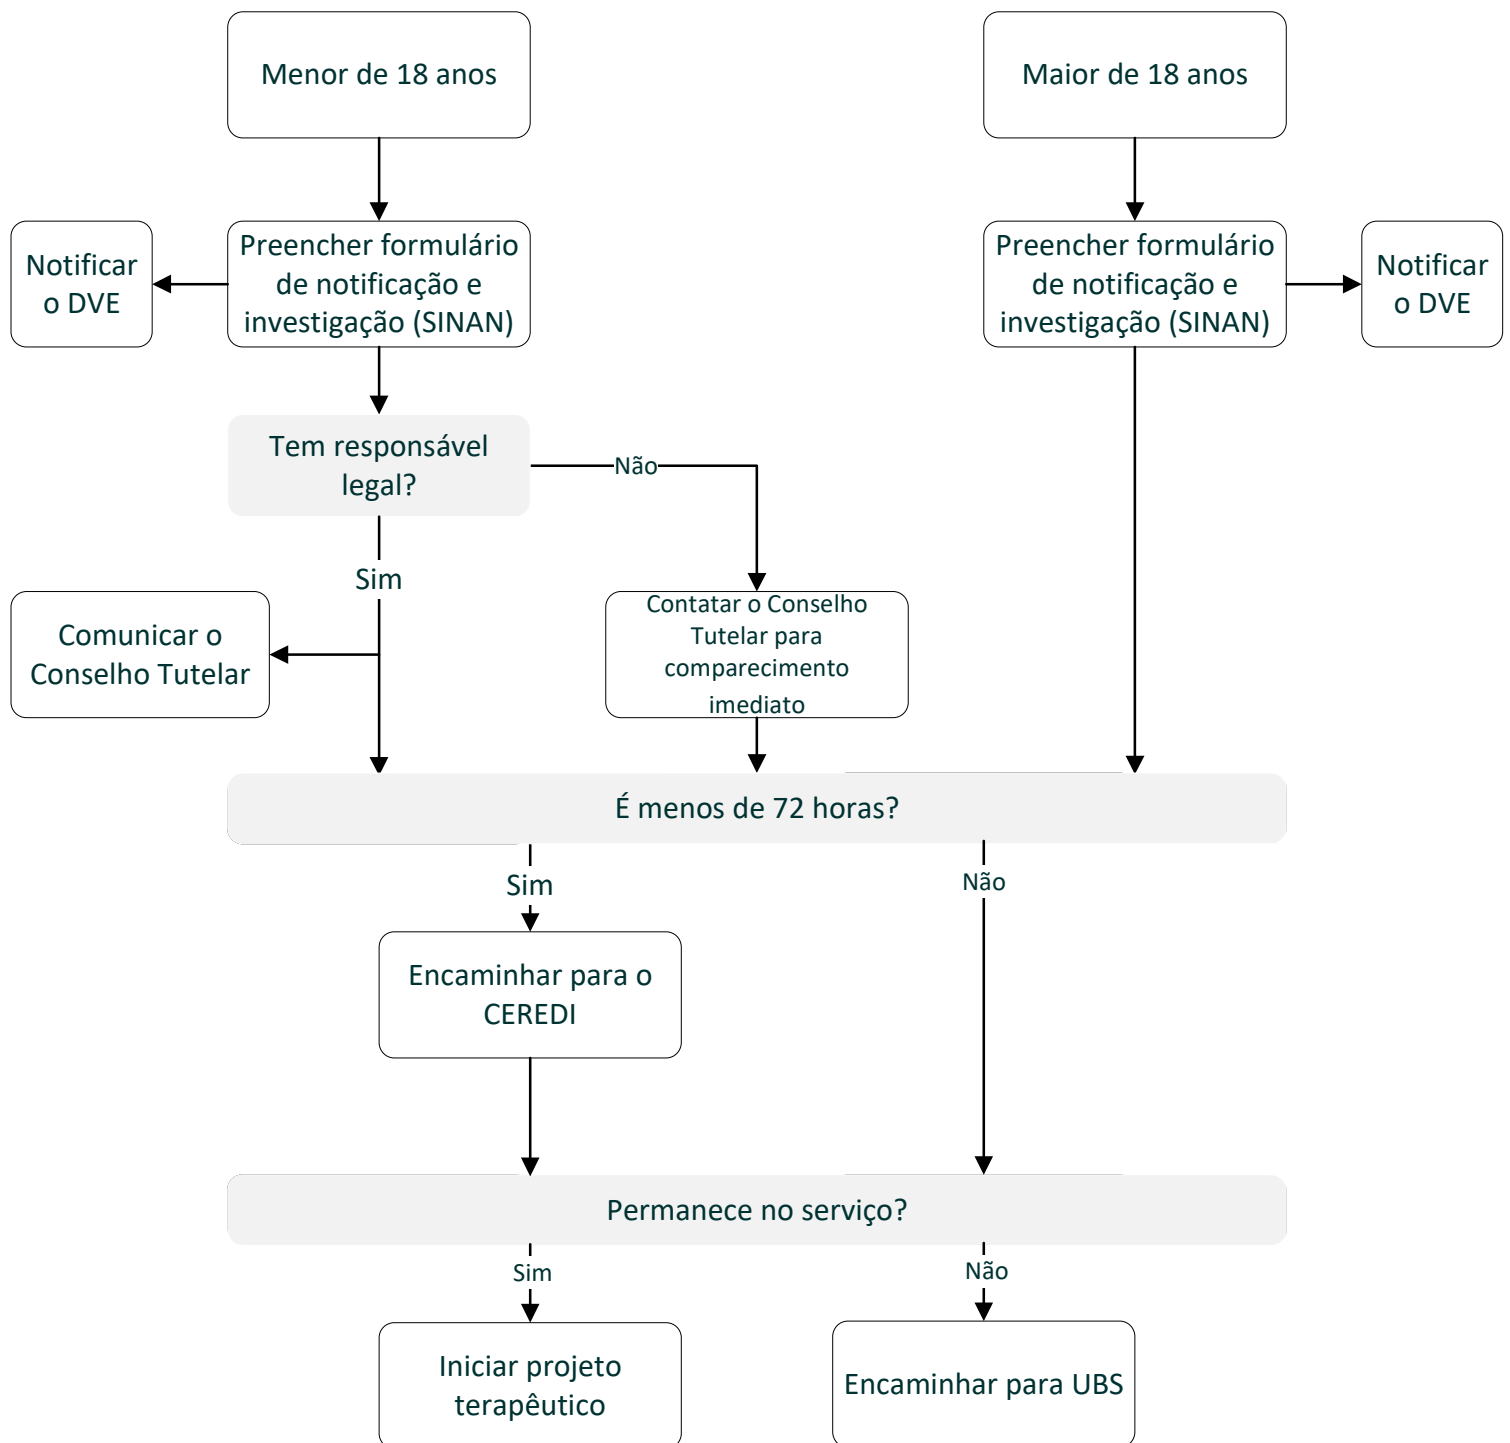 Menor de 18 anos
Maior de 18 anos
Notificar
o DVE
Preencher formulário
de notificação e
investigação (SINAN)
Preencher formulário
de notificação e
investigação (SINAN)
Notificar
o DVE
Tem responsável
legal?
Não
Sim
Comunicar o
Conselho Tutelar
Contatar o Conselho
Tutelar para
comparecimento
imediato
É menos de 72 horas?
Sim
Não
Encaminhar para o
CEREDI
Permanece no serviço?
Sim
Não
Iniciar projeto
terapêutico
Encaminhar para UBS